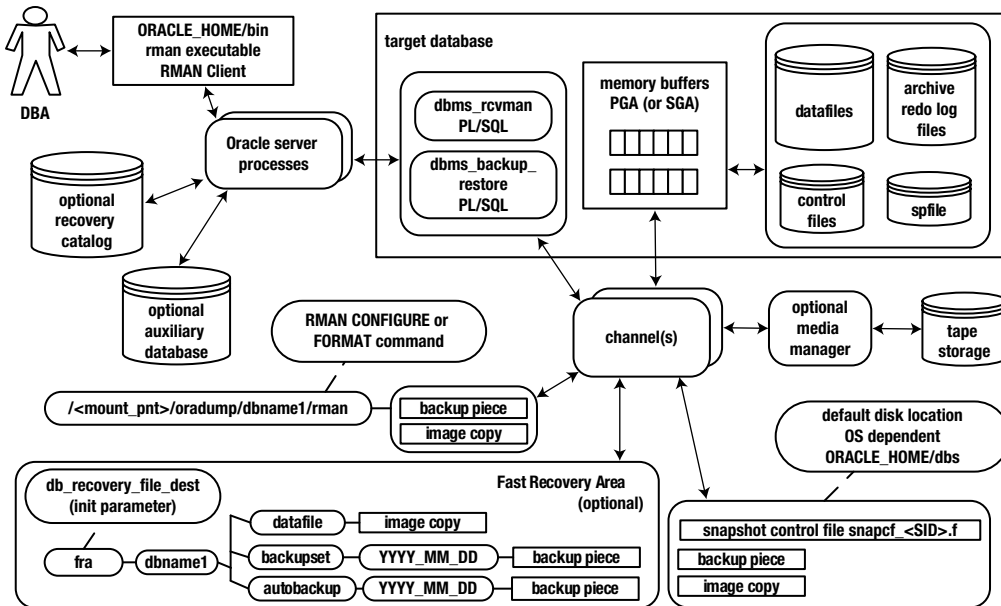 ORACLE_HOME/bin
rman executable
RMAN Client
DBA
Oracle server
processes
optional
recovery
catalog
optional
auxiliary
database
target database
dbms_rcvman
PL/SQL
dbms_backup_
restore
PL/SQL
memory buffers
PGA (or SGA)
datafiles
archive
redo log
files
control
files
spfile
RMAN CONFIGURE or
FORMAT command
channel(s)
optional
media
manager
tape
storage
/<mount_pnt>/oradump/dbname1/rman
backup piece
image copy
default disk location
OS dependent
ORACLE_HOME/dbs
db_recovery_file_dest
(init parameter)
Fast Recovery Area
(optional)
fra
dbname1
datafile
image copy
backupset
YYYY_MM_DD
backup piece
autobackup
YYYY_MM_DD
backup piece
snapshot control file snapcf_<SID>.f
backup piece
image copy